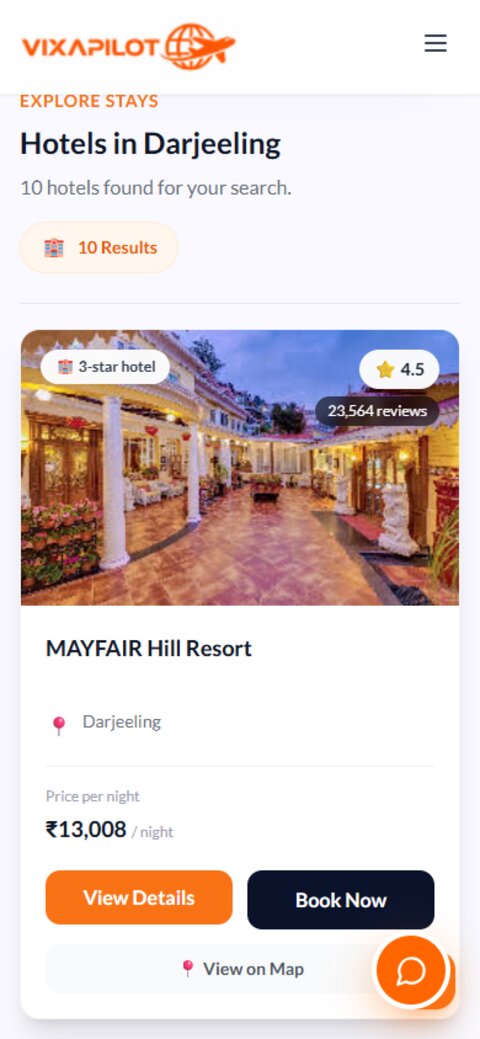 VIXAPILOT
EXPLORE STAYS
Hotels in Darjeeling
10 hotels found for your search.
10 Results
3-star hotel
4.5
23,564 reviews
MAYFAIR Hill Resort
Darjeeling
Price per night
₹13,008 / night
View Details
Book Now
View on Map